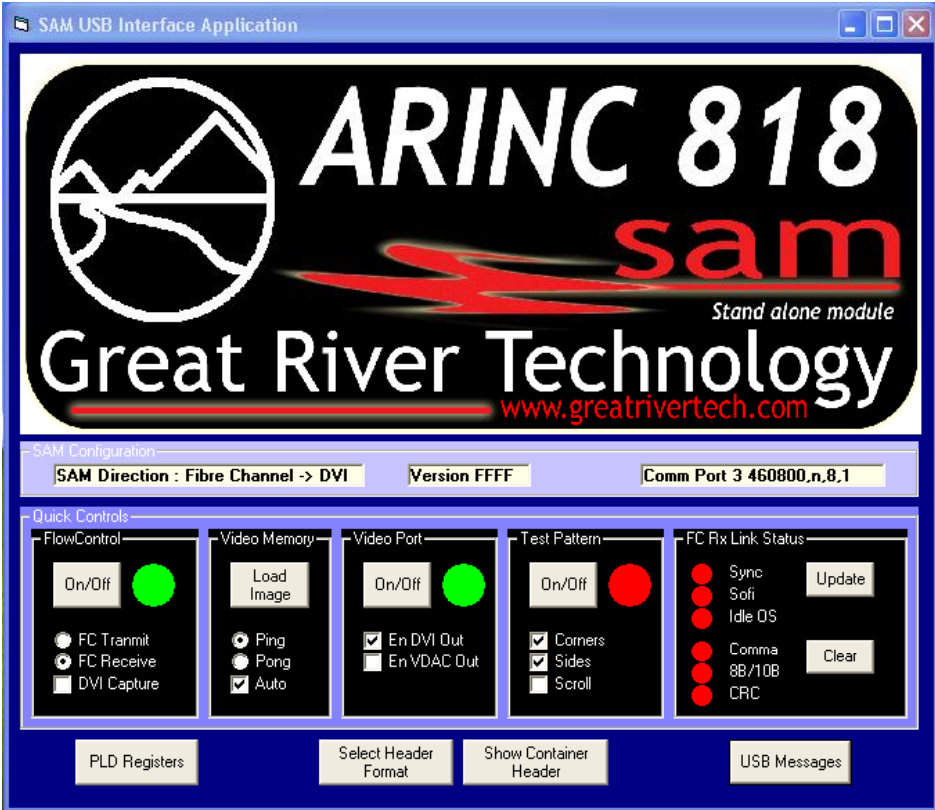 SAM USB Interface Application
ARINC 818
sam
Stand alone module
Great River Technology
www.greatrivertech.com
SAM Configuration
SAM Direction : Fibre Channel -> DVI
Version FFFF
Comm Port 3 460800,n,8,1
Quick Controls
FlowControl
On/Off
FC Tranmit
FC Receive
DVI Capture
Video Memory
Load
Image
Ping
Pong
Auto
Video Port
On/Off
En DVI Out
En VDAC Out
Test Pattern
On/Off
Corners
Sides
Scroll
FC Rx Link Status
Sync
Sofi
Idle OS
Comma
8B/10B
CRC
Update
Clear
PLD Registers
Select Header
Format
Show Container
Header
USB Messages